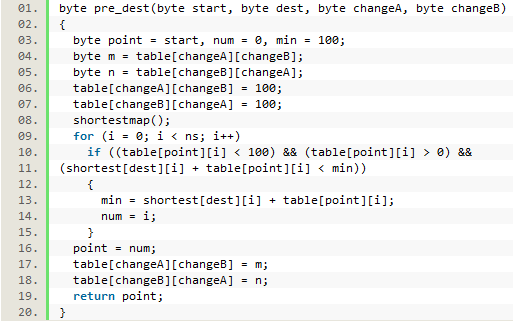 01. byte pre_dest(byte start, byte dest, byte changeA, byte changeB)
02. {
03.   byte point = start, num = 0, min = 100;
04.   byte m = table[changeA][changeB];
05.   byte n = table[changeB][changeA];
06.   table[changeA][changeB] = 100;
07.   table[changeB][changeA] = 100;
08.   shortestmap();
09.   for (i = 0; i < ns; i++)
10.     if ((table[point][i] < 100) && (table[point][i] > 0) &&
11. (shortest[dest][i] + table[point][i] < min))
12.     {
13.       min = shortest[dest][i] + table[point][i];
14.       num = i;
15.     }
16.   point = num;
17.   table[changeA][changeB] = m;
18.   table[changeB][changeA] = n;
19.   return point;
20. }